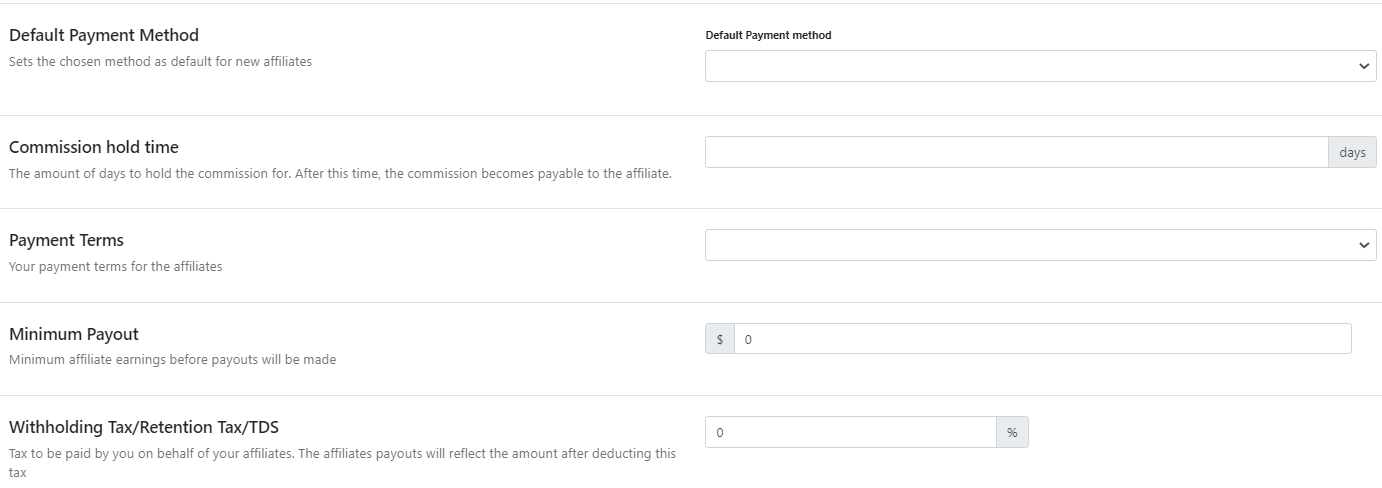 Default Payment Method
Default Payment method
Sets the chosen method as default for new affiliates
Commission hold time
days
The amount of days to hold the commission for. After this time, the commission becomes payable to the affiliate.
Payment Terms
Your payment terms for the affiliates
Minimum Payout
$ 0
Minimum affiliate earnings before payouts will be made
Withholding Tax/Retention Tax/TDS
0 %
Tax to be paid by you on behalf of your affiliates. The affiliates payouts will reflect the amount after deducting this
tax